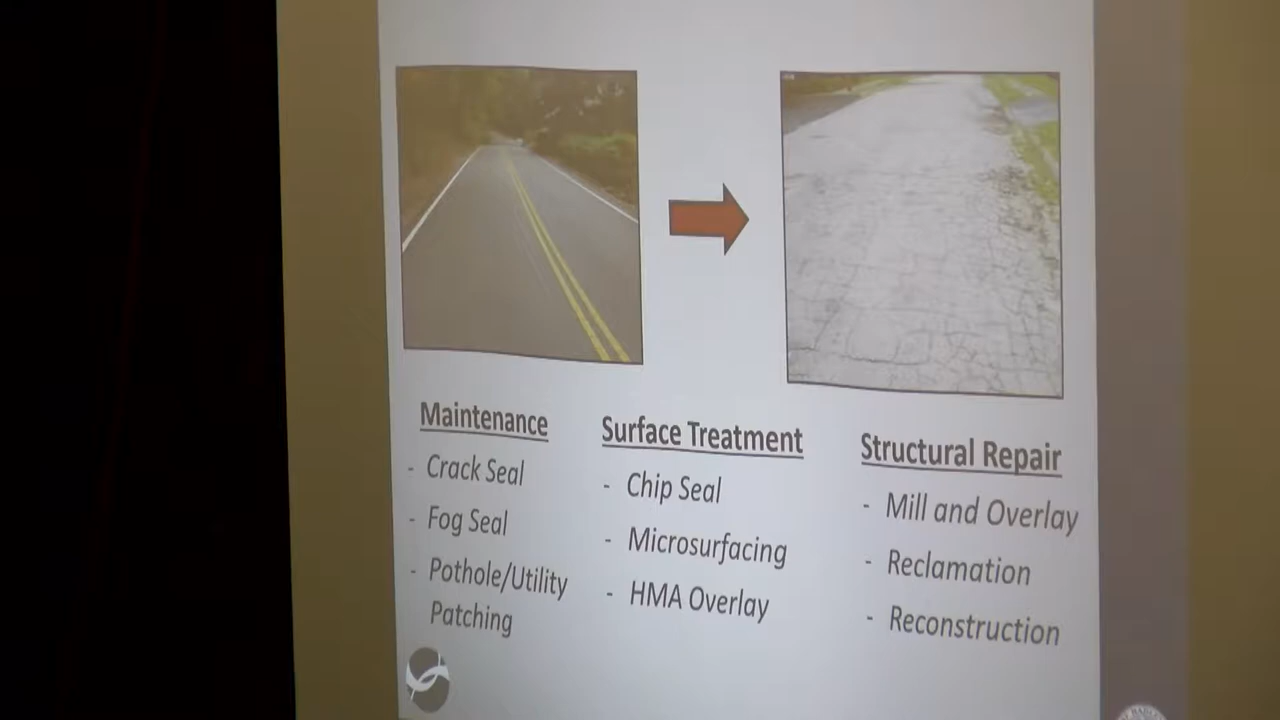 Maintenance
- Crack Seal
- Fog Seal
- Pothole/Utility
Patching
Surface Treatment
- Chip Seal
- Microsurfacing
- HMA Overlay
Structural Repair
- Mill and Overlay
- Reclamation
- Reconstruction